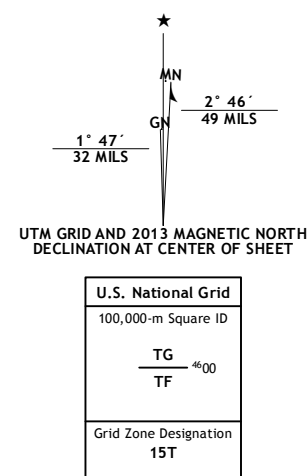 ★
MN
GN
2° 46´
49 MILS
1° 47´
32 MILS
UTM GRID AND 2013 MAGNETIC NORTH
DECLINATION AT CENTER OF SHEET
U.S. National Grid
100,000-m Square ID
TG
⁴⁶00
TF
Grid Zone Designation
15T